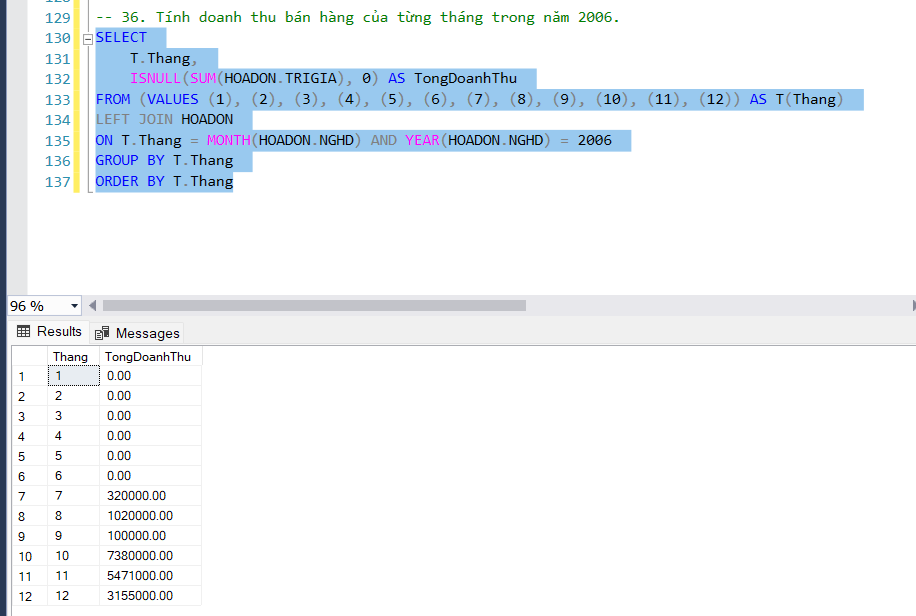 129 -- 36. Tính doanh thu bán hàng của từng tháng trong năm 2006.
130 SELECT
131 T.Thang,
132 ISNULL(SUM(HOADON.TRIGIA), 0) AS TongDoanhThu
133 FROM (VALUES (1), (2), (3), (4), (5), (6), (7), (8), (9), (10), (11), (12)) AS T(Thang)
134 LEFT JOIN HOADON
135 ON T.Thang = MONTH(HOADON.NGHD) AND YEAR(HOADON.NGHD) = 2006
136 GROUP BY T.Thang
137 ORDER BY T.Thang
96 %
Results Messages
Thang TongDoanhThu
1 1 0.00
2 2 0.00
3 3 0.00
4 4 0.00
5 5 0.00
6 6 0.00
7 7 320000.00
8 8 1020000.00
9 9 100000.00
10 10 7380000.00
11 11 5471000.00
12 12 3155000.00